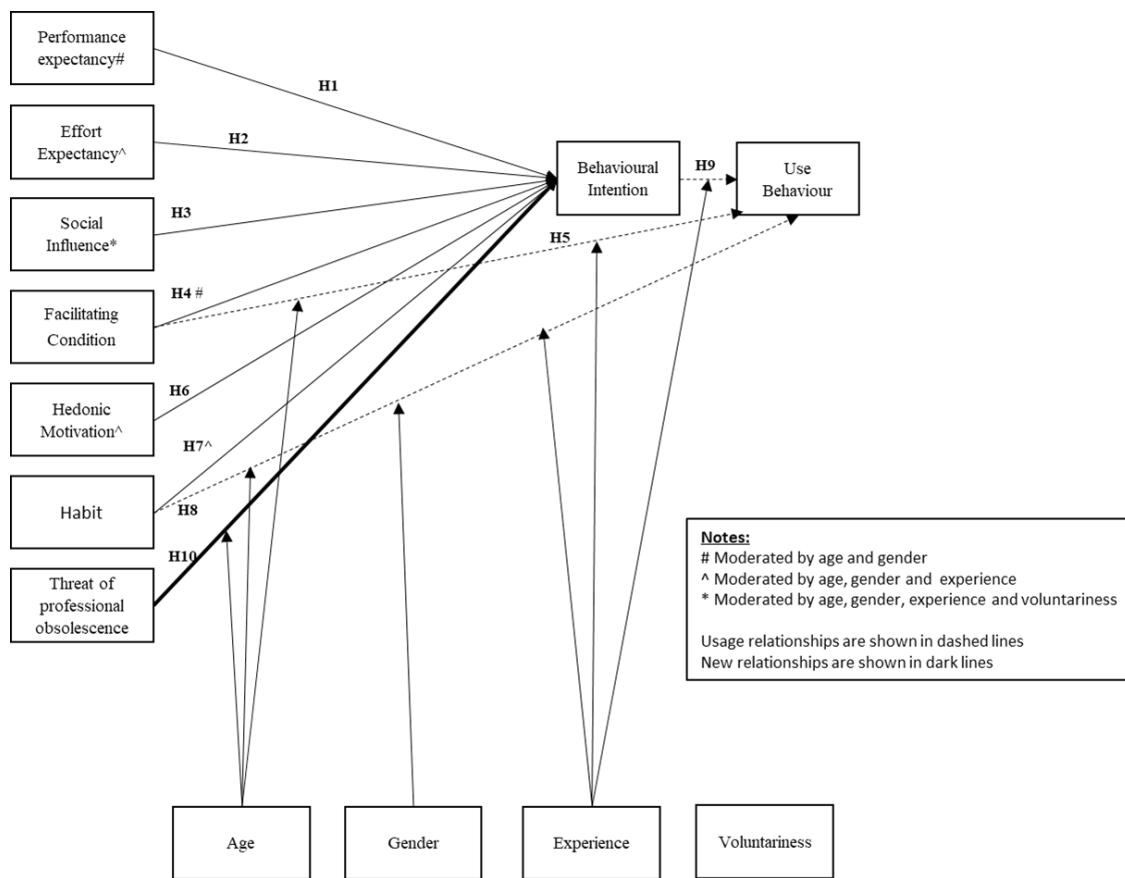 Performance
expectancy#
H1
Effort
Expectancy^
H2
Behavioural
Intention
H9
Use
Behaviour
Social
Influence*
H3
H5
Facilitating
Condition
H4 #
Hedonic
Motivation^
H6
H7^
Habit
H8
H10
Threat of
professional
obsolescence
Notes:
# Moderated by age and gender
^ Moderated by age, gender and experience
* Moderated by age, gender, experience and voluntariness
Usage relationships are shown in dashed lines
New relationships are shown in dark lines
Age
Gender
Experience
Voluntariness